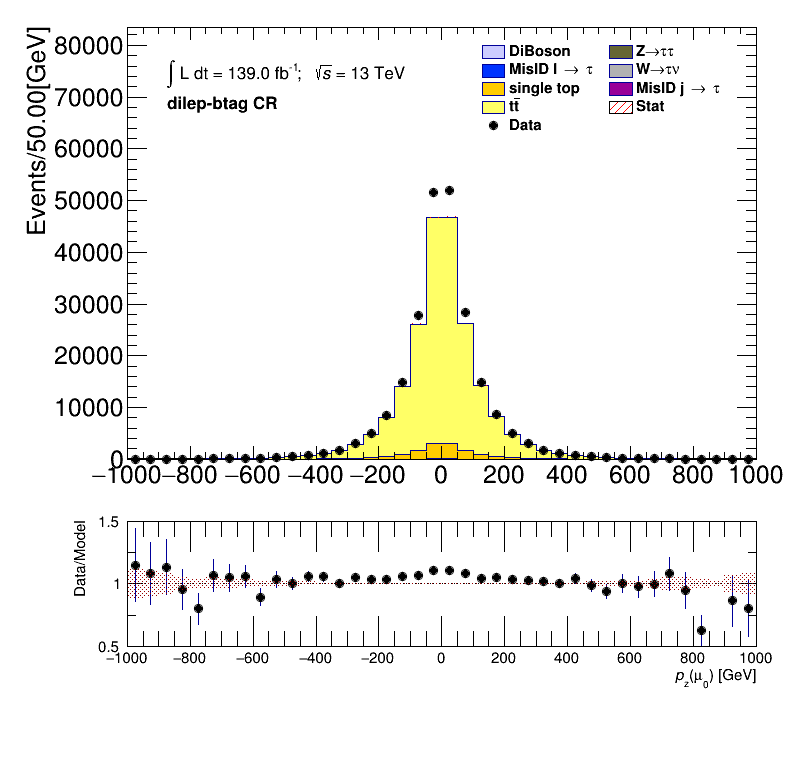 Events/50.00[GeV]
80000
70000
60000
50000
40000
30000
20000
10000
0
∫ L dt = 139.0 fb⁻¹; √s = 13 TeV
dilep-btag CR
DiBoson Z→ττ
MisID l → τ W→τν
single top MisID j → τ
tt̄ Stat
Data
−1000 −800 −600 −400 −200 0 200 400 600 800 1000
Data/Model
1.5
1
0.5
−1000 −800 −600 −400 −200 0 200 400 600 800 1000
p_z(μ_0) [GeV]